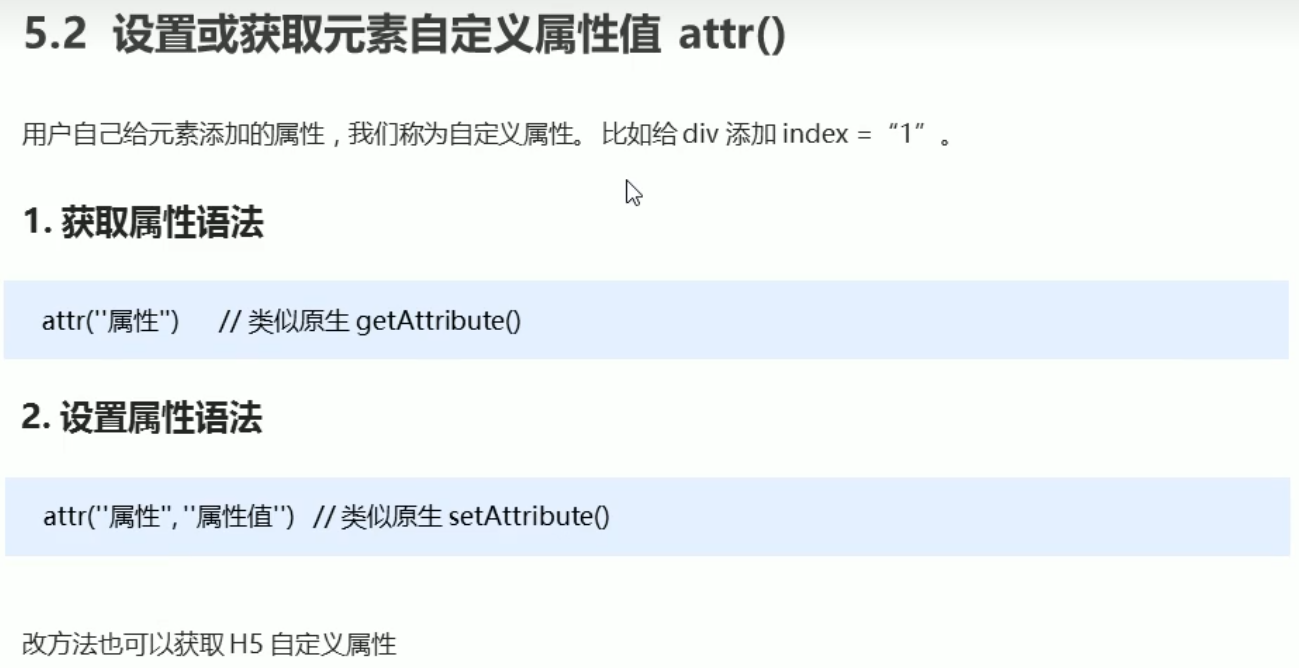 5.2 设置或获取元素自定义属性值 attr()
用户自己给元素添加的属性，我们称为自定义属性。 比如给 div 添加 index = “1”。
1. 获取属性语法
attr(''属性'') // 类似原生 getAttribute()
2. 设置属性语法
attr(''属性'', ''属性值'') // 类似原生 setAttribute()
改方法也可以获取 H5 自定义属性